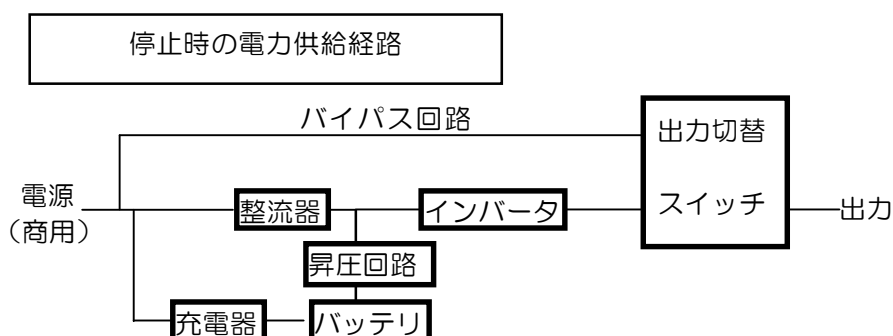 停止時の電力供給経路
バイパス回路
出力切替
スイッチ
電源
（商用）
整流器
インバータ
出力
昇圧回路
充電器
バッテリ